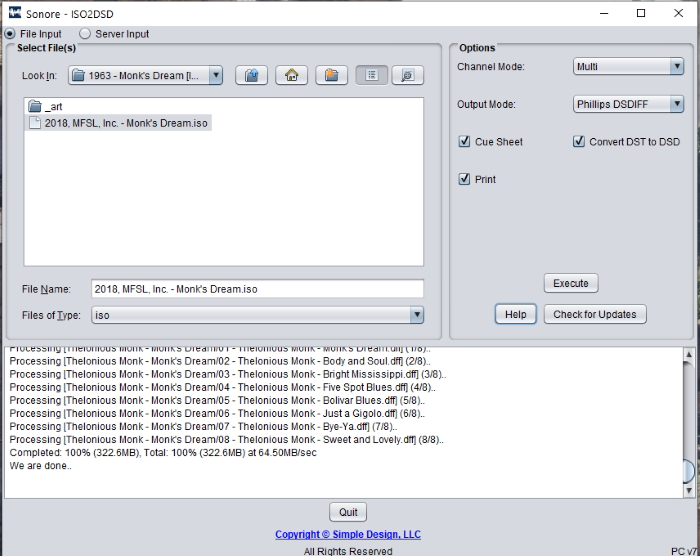 Sonore - ISO2DSD
File Input
Server Input
Select File(s)
Look In:
1963 - Monk's Dream [I...
_art
2018, MFSL, Inc. - Monk's Dream.iso
File Name:
2018, MFSL, Inc. - Monk's Dream.iso
Files of Type:
iso
Options
Channel Mode:
Multi
Output Mode:
Phillips DSDIFF
Cue Sheet
Convert DST to DSD
Print
Execute
Help
Check for Updates
Processing [Thelonious Monk - Monk's Dream/01 - Thelonious Monk - Monk's Dream.dff] (1/8)..
Processing [Thelonious Monk - Monk's Dream/02 - Thelonious Monk - Body and Soul.dff] (2/8)..
Processing [Thelonious Monk - Monk's Dream/03 - Thelonious Monk - Bright Mississippi.dff] (3/8)..
Processing [Thelonious Monk - Monk's Dream/04 - Thelonious Monk - Five Spot Blues.dff] (4/8)..
Processing [Thelonious Monk - Monk's Dream/05 - Thelonious Monk - Bolivar Blues.dff] (5/8)..
Processing [Thelonious Monk - Monk's Dream/06 - Thelonious Monk - Just a Gigolo.dff] (6/8)..
Processing [Thelonious Monk - Monk's Dream/07 - Thelonious Monk - Bye-Ya.dff] (7/8)..
Processing [Thelonious Monk - Monk's Dream/08 - Thelonious Monk - Sweet and Lovely.dff] (8/8)..
Completed: 100% (322.6MB), Total: 100% (322.6MB) at 64.50MB/sec
We are done..
Quit
Copyright © Simple Design, LLC
All Rights Reserved
PC v7